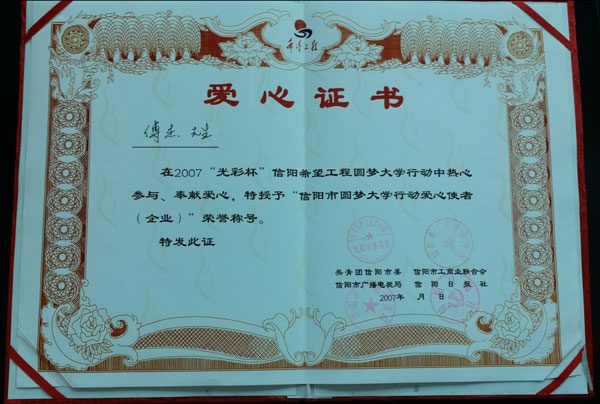 希望工程
爱心证书
傅杰 先生
在2007“光彩杯”信阳希望工程圆梦大学行动中热心
参与、奉献爱心，特授予“信阳市圆梦大学行动爱心使者
（企业）”荣誉称号。
特发此证
共青团信阳市委 信阳市工商业联合会
信阳市广播电视局 信阳日报社
2007年 月 日